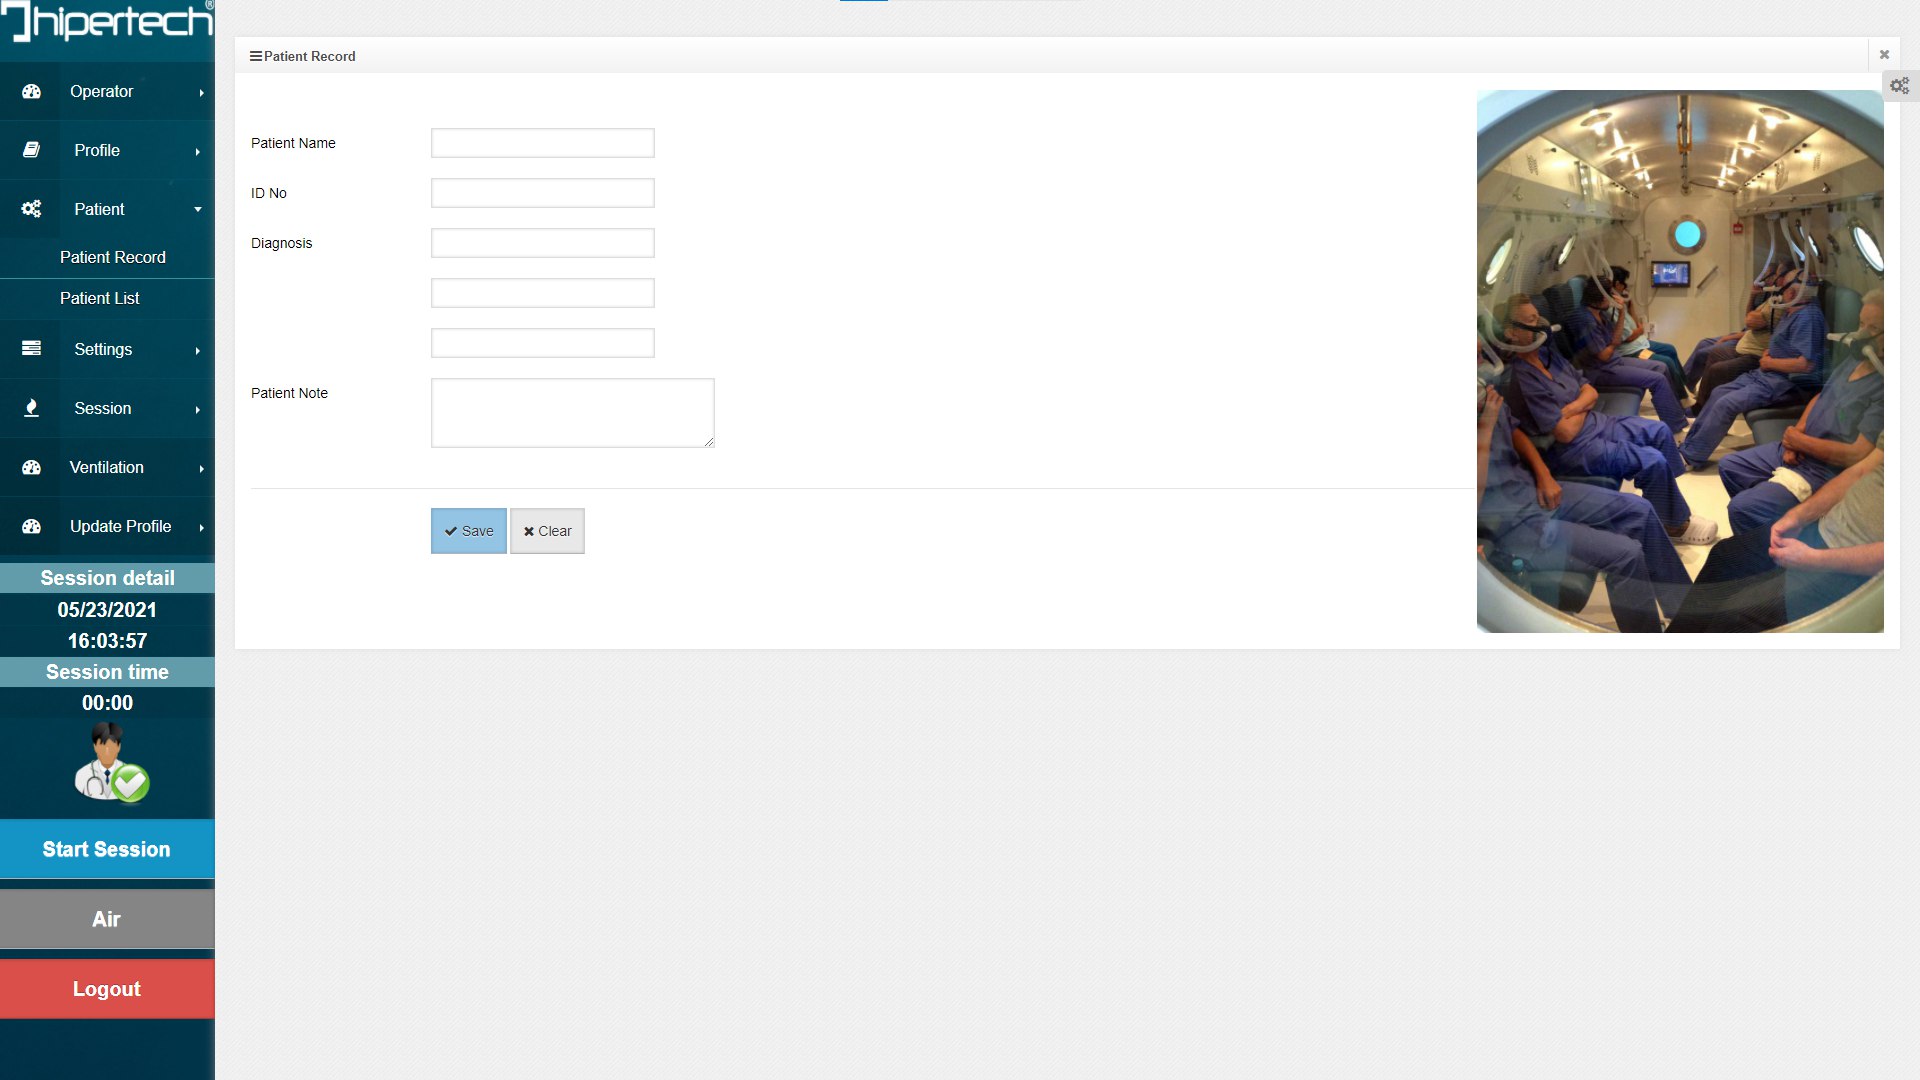 hipertech®
Operator
Profile
Patient
Patient Record
Patient List
Settings
Session
Ventilation
Update Profile
Session detail
05/23/2021
16:03:57
Session time
00:00
Start Session
Air
Logout
Patient Record
Patient Name
ID No
Diagnosis
Patient Note
Save
Clear